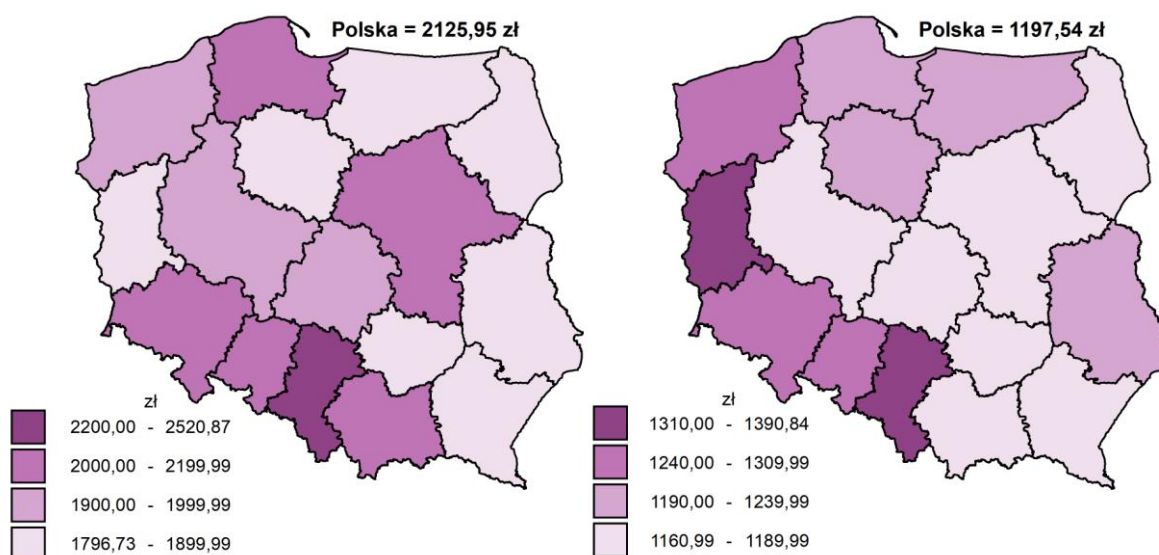 Polska = 2125,95 zł
zł
2200,00 - 2520,87
2000,00 - 2199,99
1900,00 - 1999,99
1796,73 - 1899,99
Polska = 1197,54 zł
zł
1310,00 - 1390,84
1240,00 - 1309,99
1190,00 - 1239,99
1160,99 - 1189,99